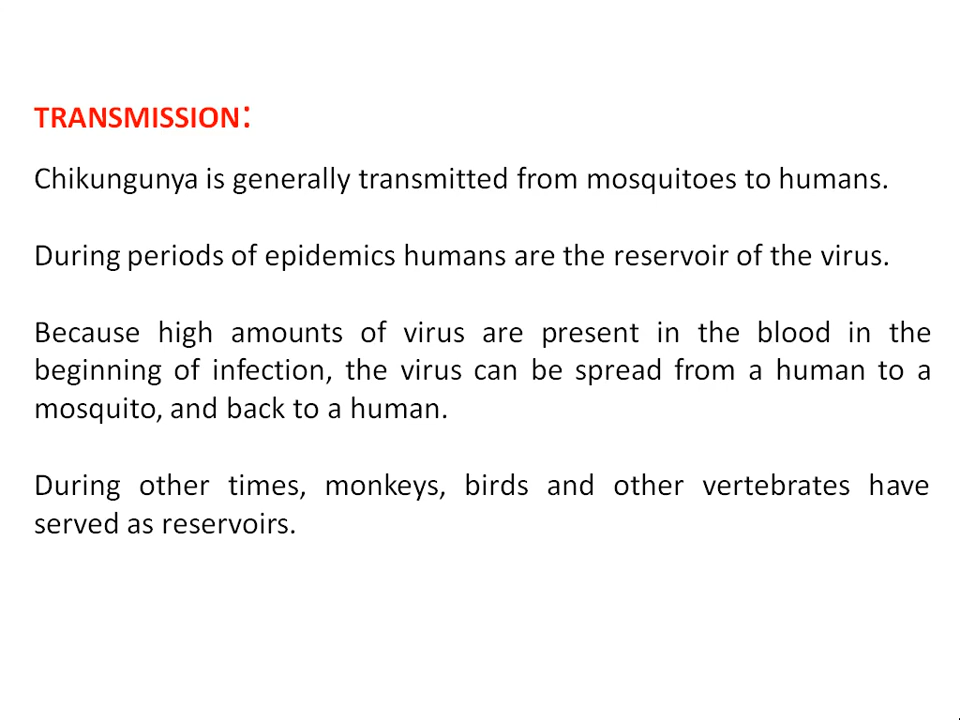 TRANSMISSION:
Chikungunya is generally transmitted from mosquitoes to humans.
During periods of epidemics humans are the reservoir of the virus.
Because high amounts of virus are present in the blood in the
beginning of infection, the virus can be spread from a human to a
mosquito, and back to a human.
During other times, monkeys, birds and other vertebrates have
served as reservoirs.